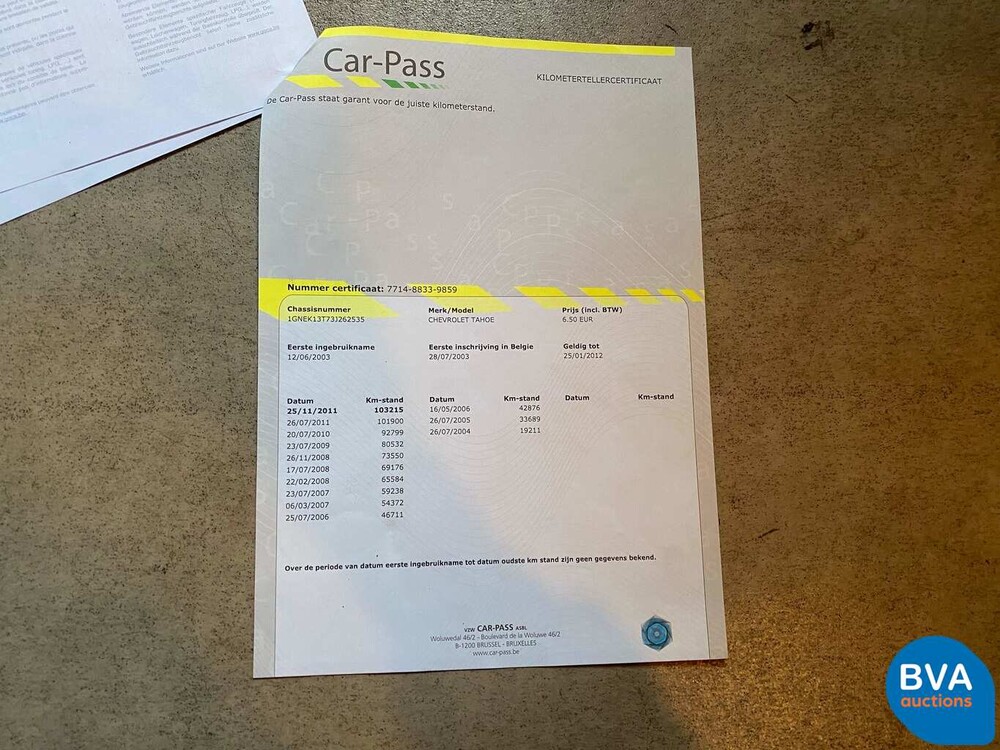 Car-Pass
KILOMETERTELLERCERTIFICAAT
De Car-Pass staat garant voor de juiste kilometerstand.
Nummer certificaat: 7714-8833-9859
Chassisnummer Merk/Model Prijs (incl. BTW)
1GNEK13T73J262535 CHEVROLET TAHOE 6.50 EUR
Eerste ingebruikname Eerste inschrijving in Belgie Geldig tot
12/06/2003 28/07/2003 25/01/2012
Datum Km-stand Datum Km-stand Datum Km-stand
25/11/2011 103215 16/05/2006 42876
26/07/2011 101900 26/07/2005 33689
20/07/2010 92799 26/07/2004 19211
23/07/2009 80532
26/11/2008 73550
17/07/2008 69176
22/02/2008 65584
23/07/2007 59238
06/03/2007 54372
25/07/2006 46711
Over de periode van datum eerste ingebruikname tot datum oudste km stand zijn geen gegevens bekend.
VZW CAR-PASS ASBL
Woluwedal 46/2 - Boulevard de la Woluwe 46/2
B-1200 BRUSSEL - BRUXELLES
www.car-pass.be
BVA
auctions